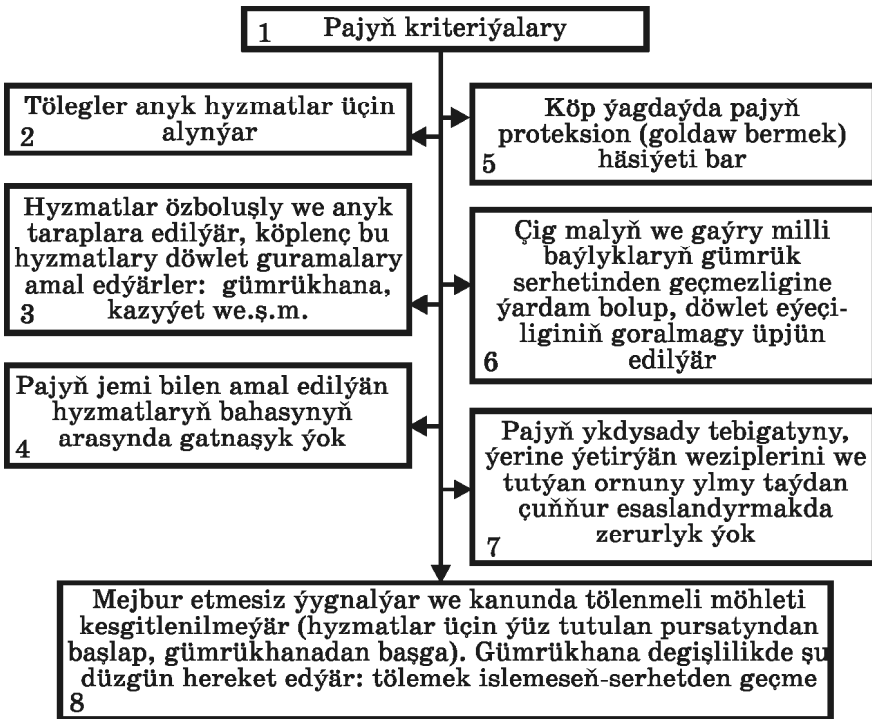 1 Pajyň kriteriýalary
Tölegler anyk hyzmatlar üçin
2 alynýar
Hyzmatlar özboluşly we anyk
taraplara edilýär, köplenç bu
hyzmatlary döwlet guramalary
amal edýärler: gümrükhana,
3 kazyýet we.ş.m.
Pajyň jemi bilen amal edilýän
hyzmatlaryň bahasynyň
4 arasynda gatnaşyk ýok
Köp ýagdaýda pajyň
proteksion (goldaw bermek)
5 häsiýeti bar
Çig malyň we gaýry milli
baýlyklaryň gümrük
serhetinden geçmezligine
ýardam bolup, döwlet eýeçi-
liginiň goralmagy üpjün
6 edilýär
Pajyň ykdysady tebigatyny,
ýerine ýetirýän weziplerini we
tutýan ornuny ylmy taýdan
çuňňur esaslandyrmakda
7 zerurlyk ýok
Mejbur etmesiz ýygnalýar we kanunda tölenmeli möhleti
kesgitlenilmeýär (hyzmatlar üçin ýüz tutulan pursatyndan
başlap, gümrükhanadan başga). Gümrükhana degişlilikde şu
düzgün hereket edýär: tölemek islemeseň-serhetden geçme
8